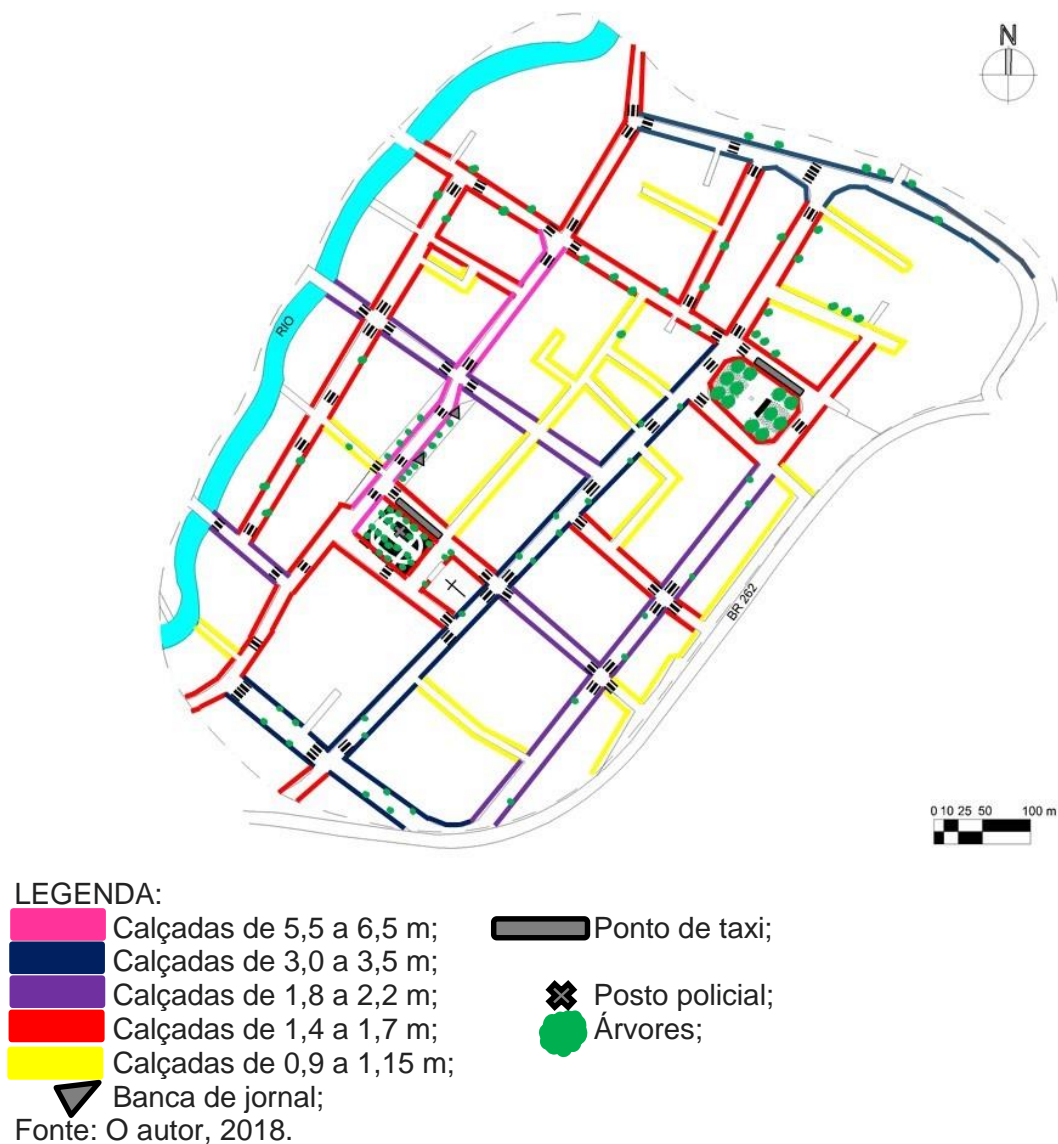 N
RIO
BR 262
0 10 25 50 100 m
LEGENDA:
Calçadas de 5,5 a 6,5 m;
Ponto de taxi;
Calçadas de 3,0 a 3,5 m;
Calçadas de 1,8 a 2,2 m;
Posto policial;
Calçadas de 1,4 a 1,7 m;
Árvores;
Calçadas de 0,9 a 1,15 m;
Banca de jornal;
Fonte: O autor, 2018.